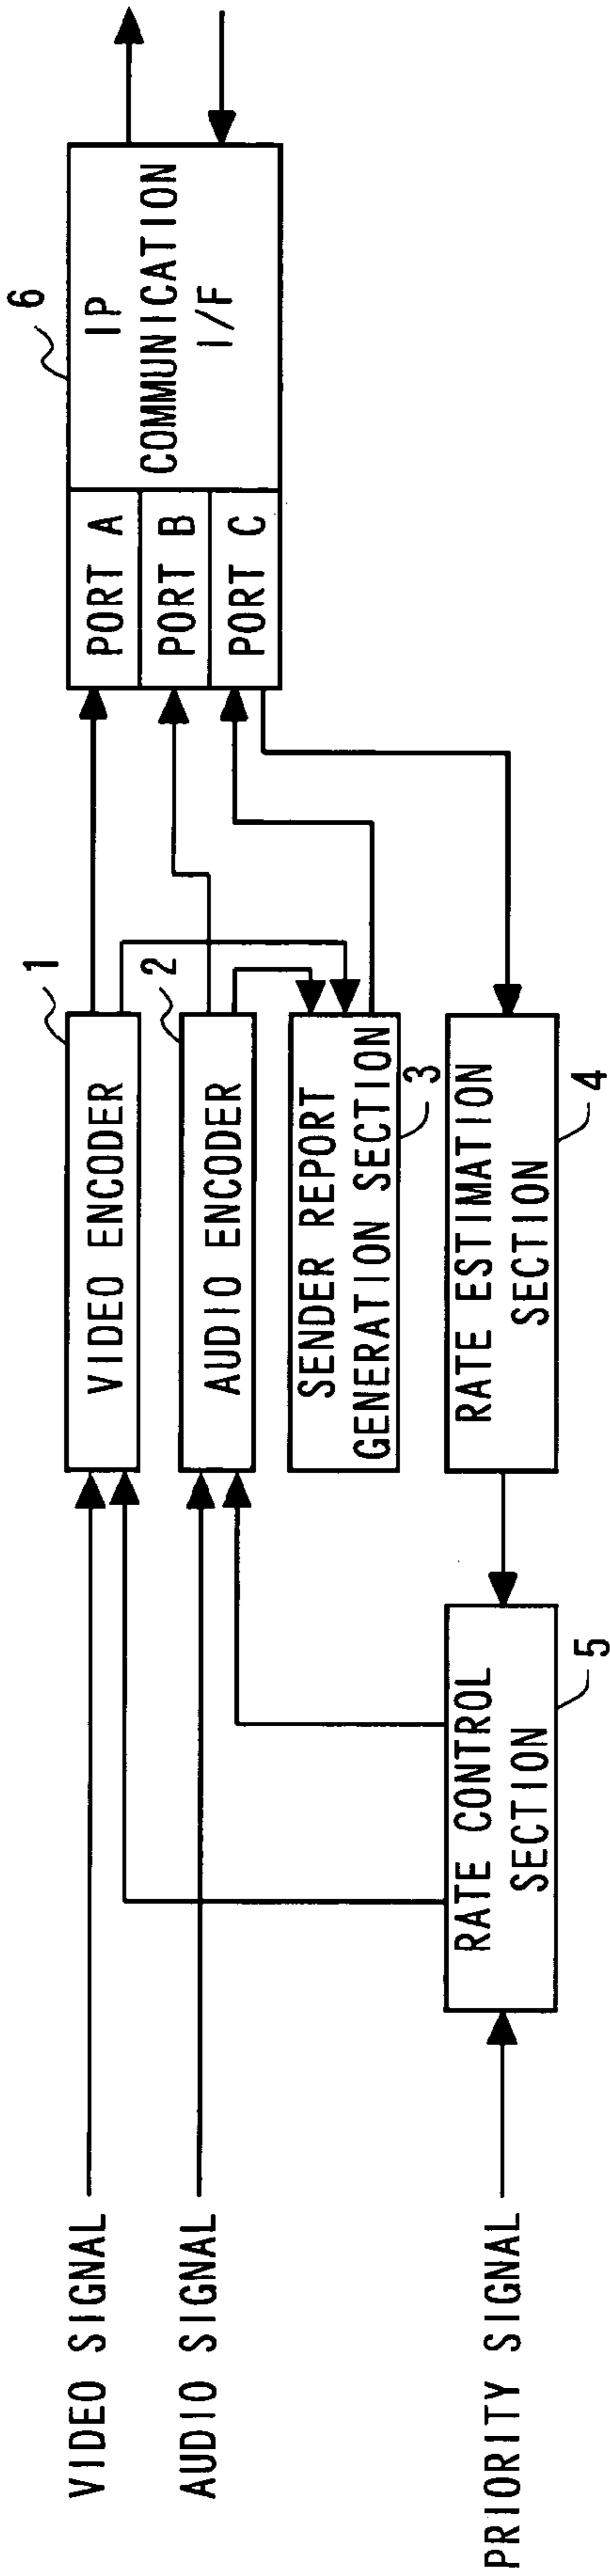 VIDEO SIGNAL
AUDIO SIGNAL
PRIORITY SIGNAL
1
VIDEO ENCODER
2
AUDIO ENCODER
SENDER REPORT
GENERATION SECTION
3
RATE ESTIMATION
SECTION
4
RATE CONTROL
SECTION
5
PORT A
PORT B
PORT C
6
IP
COMMUNICATION
I/F